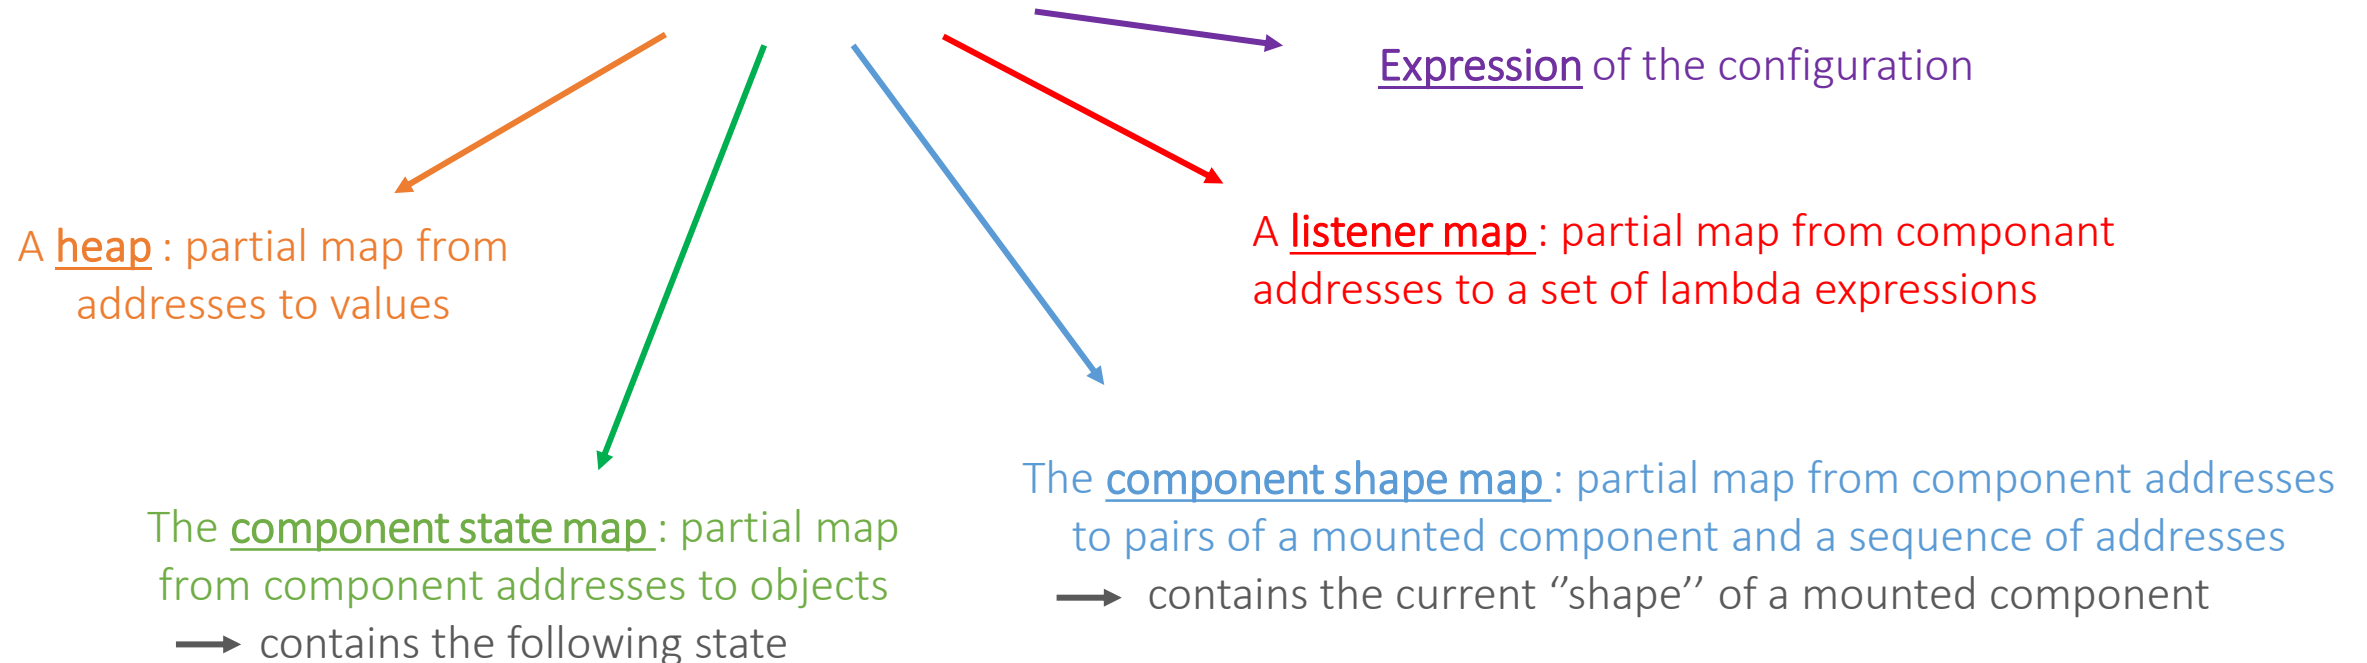 Expression of the configuration
A heap : partial map from
addresses to values
A listener map : partial map from componant
addresses to a set of lambda expressions
The component state map : partial map
from component addresses to objects
contains the following state
The component shape map : partial map from component addresses
to pairs of a mounted component and a sequence of addresses
contains the current ‘‘shape’’ of a mounted component